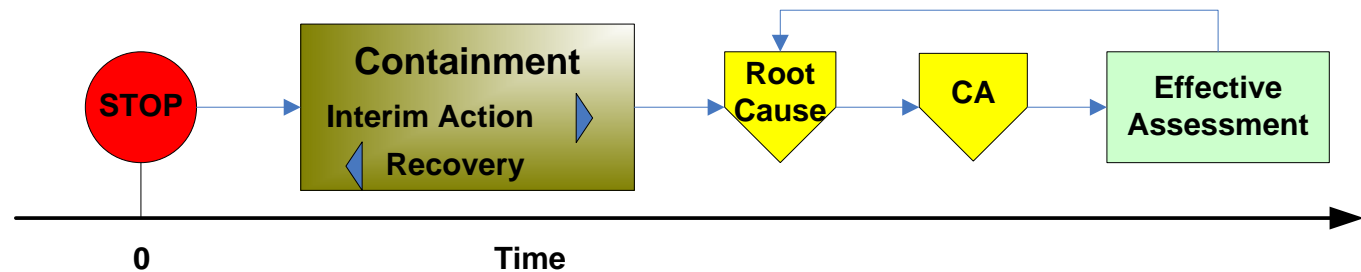 STOP
Containment
Interim Action
Recovery
Root
Cause
CA
Effective
Assessment
0
Time